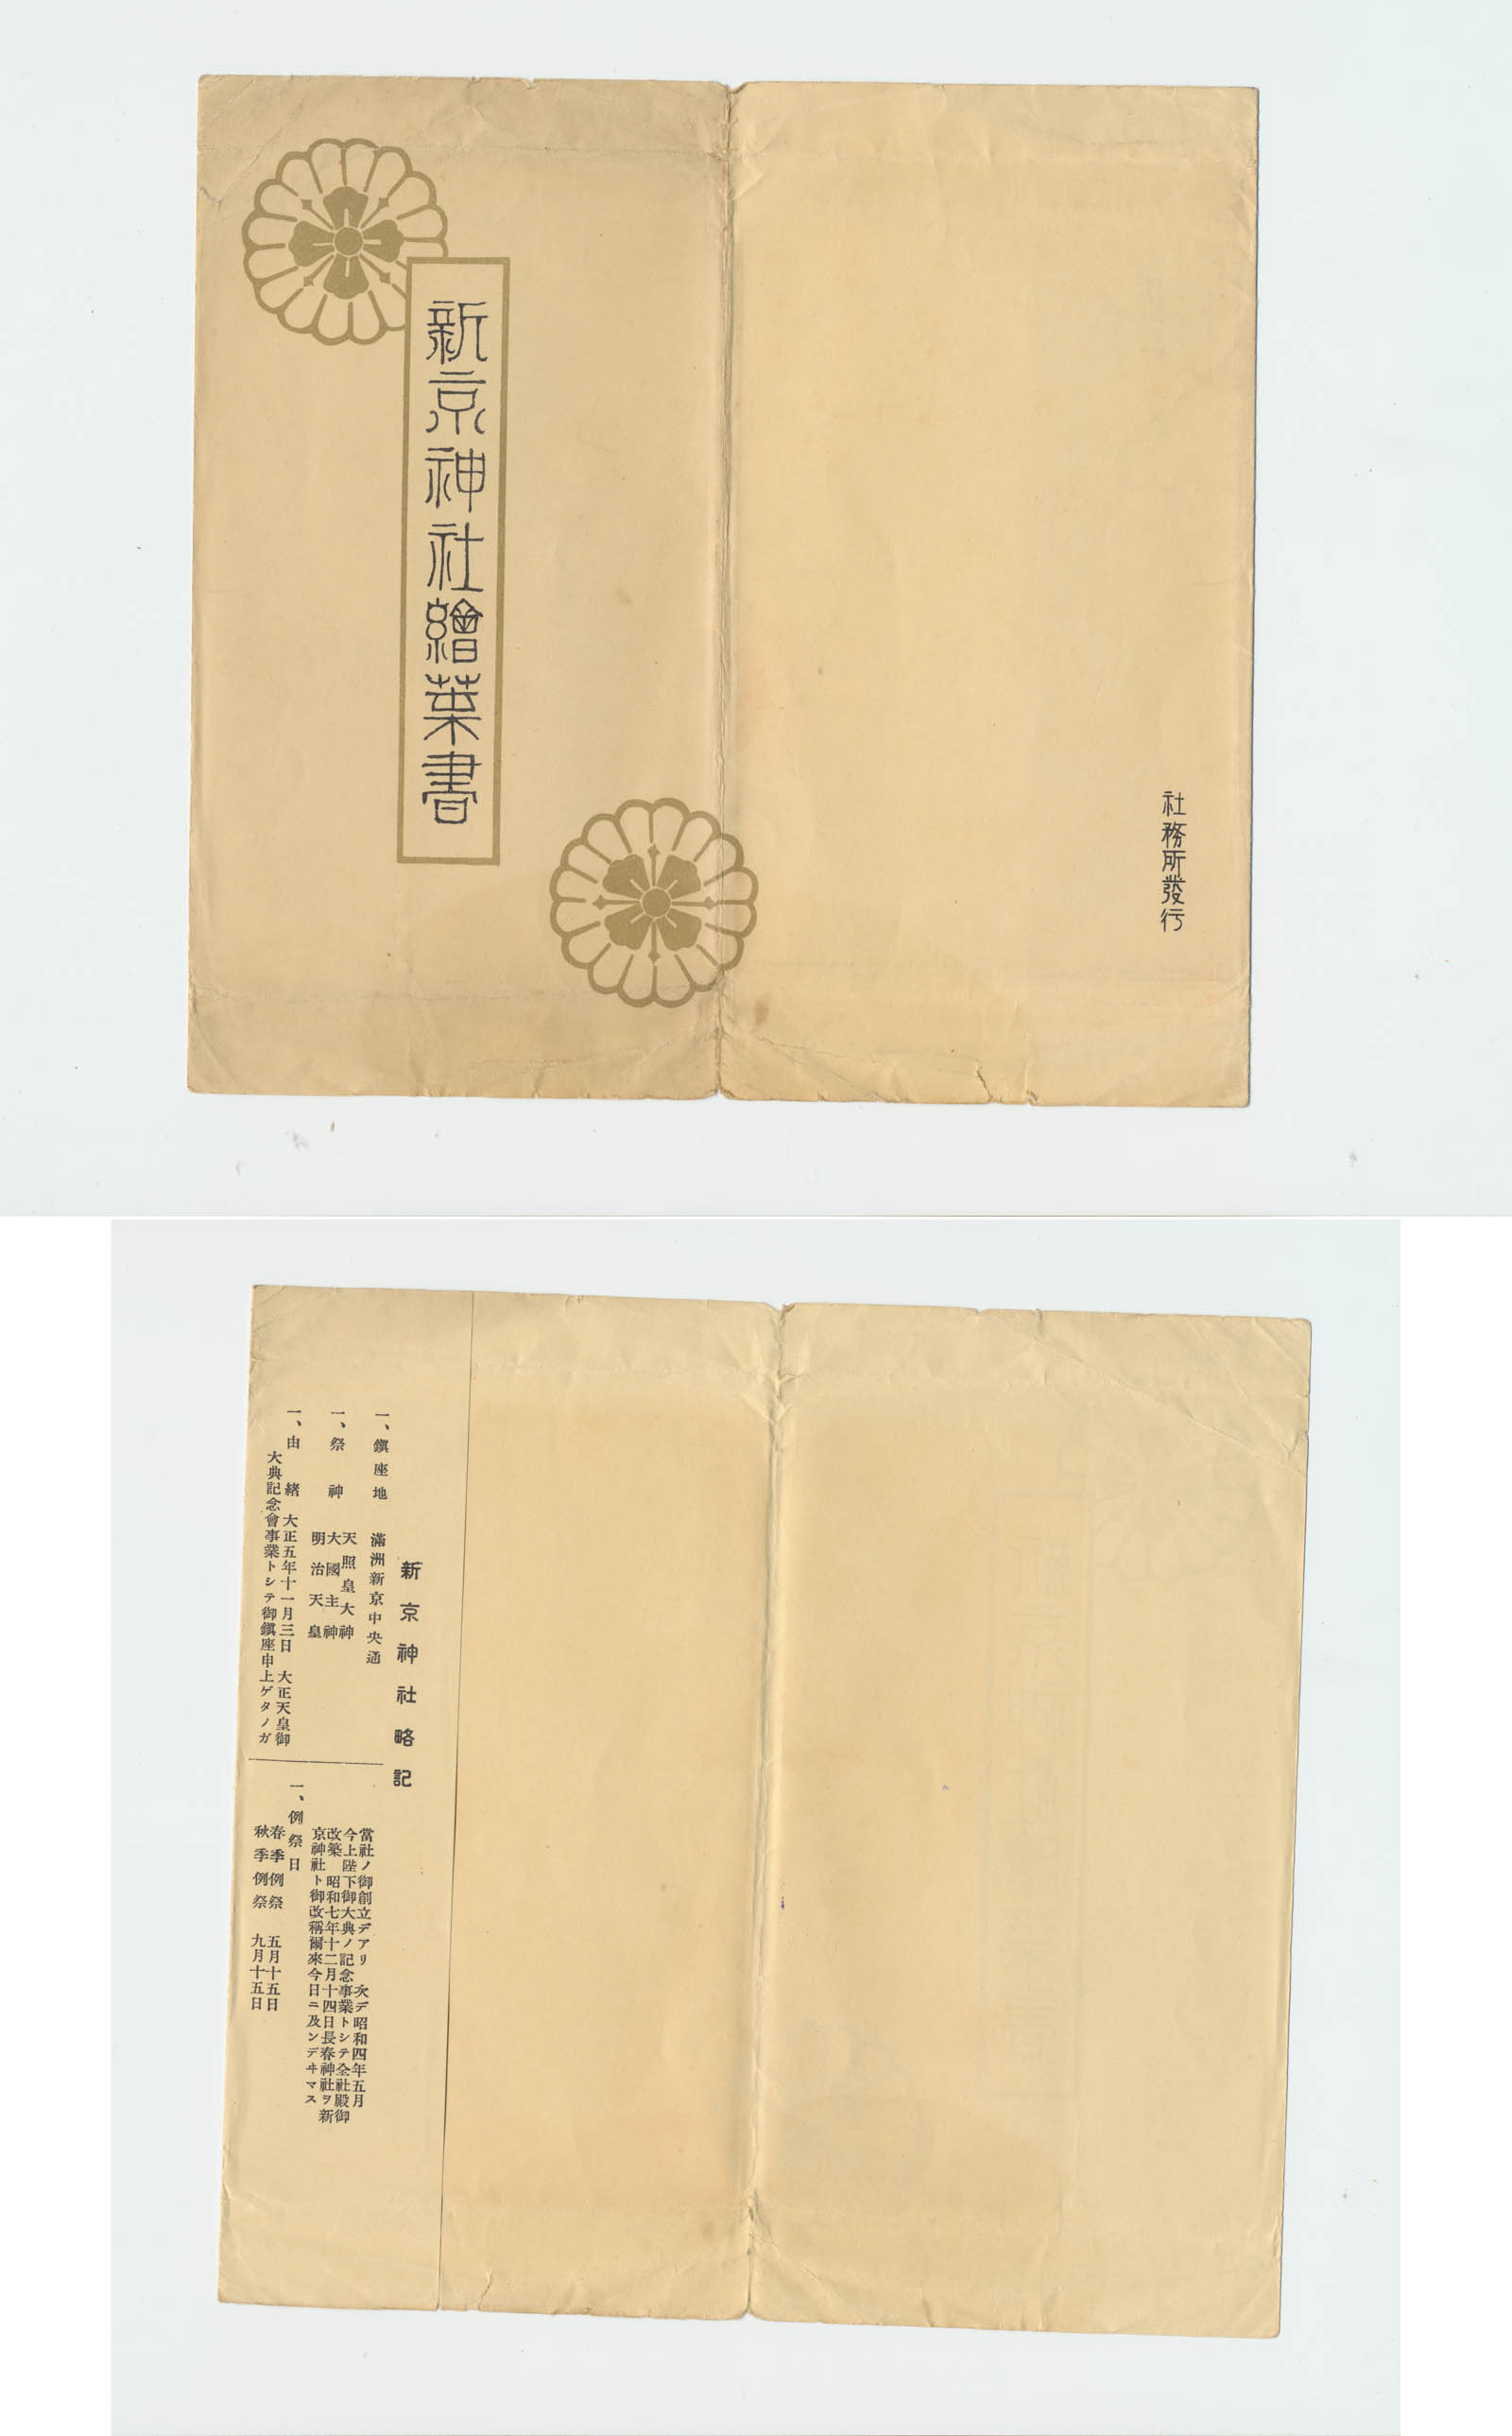 新京神社繪葉書
社務所發行
新京神社略記
一、鎭座地 滿洲新京中央通
一、祭神 天照皇大神
大國主神
明治天皇
一、由緒 大正五年十一月三日 大正天皇御
大典記念會事業トシテ御鎭座申上ゲタノガ
當社ノ御創立デアリ 次デ昭和四年五月
今上陛下御大典ノ記念事業トシテ全社殿御
改築 昭和七年十二月十四日長春神社ヲ新
京神社ト御改稱爾來今日ニ及ンデヰマス
一、例祭日
春季例祭 五月十五日
秋季例祭 九月十五日